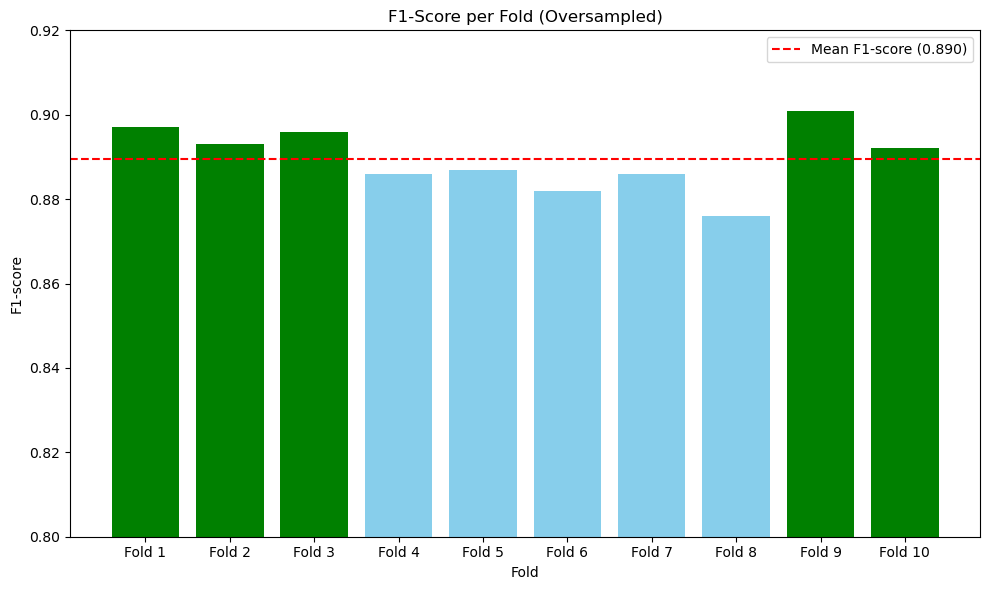 F1-Score per Fold (Oversampled)
Mean F1-score (0.890)
0.92
0.90
0.88
0.86
0.84
0.82
0.80
F1-score
Fold 1 Fold 2 Fold 3 Fold 4 Fold 5 Fold 6 Fold 7 Fold 8 Fold 9 Fold 10
Fold